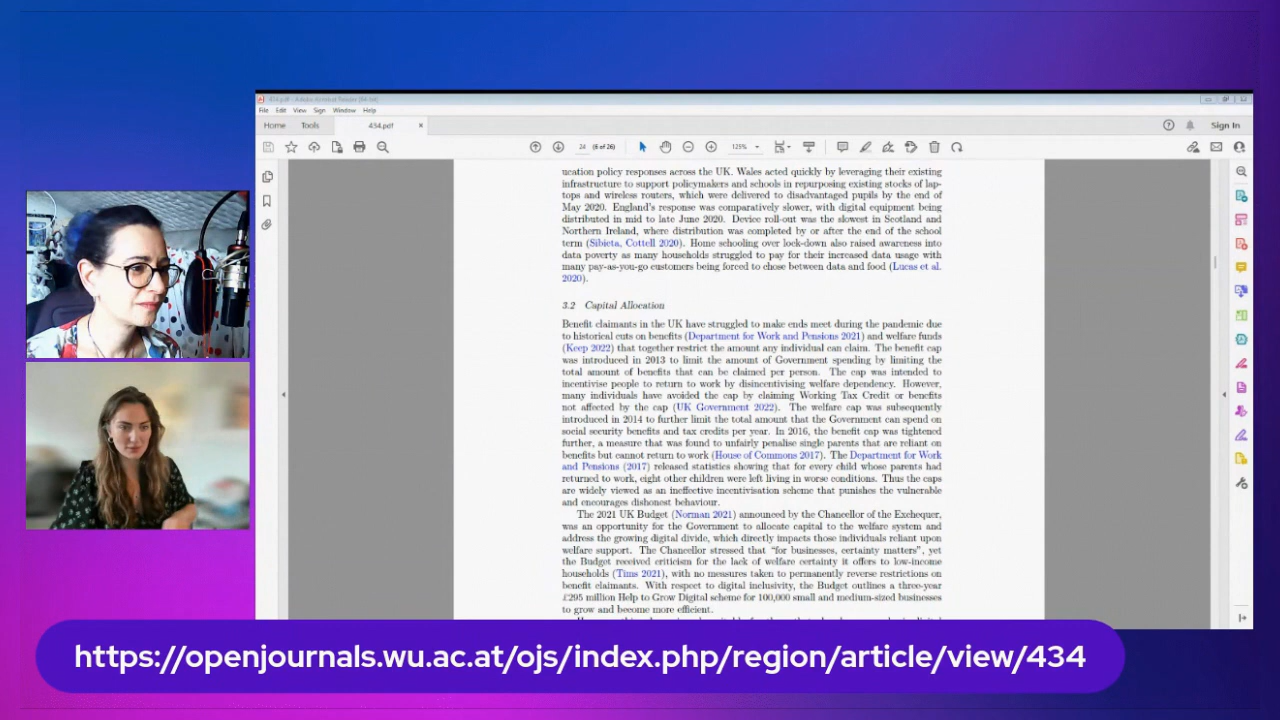 434.pdf - Adobe Acrobat Reader (64-bit)
File Edit View Sign Window Help
Home Tools 434.pdf × Sign In
24 (6 of 26) 125%
ucation policy responses across the UK. Wales acted quickly by leveraging their existing
infrastructure to support policymakers and schools in repurposing existing stocks of lap-
tops and wireless routers, which were delivered to disadvantaged pupils by the end of
May 2020. England's response was comparatively slower, with digital equipment being
distributed in mid to late June 2020. Device roll-out was the slowest in Scotland and
Northern Ireland, where distribution was completed by or after the end of the school
term (Sibieta, Cottell 2020). Home schooling over lock-down also raised awareness into
data poverty as many households struggled to pay for their increased data usage with
many pay-as-you-go customers being forced to chose between data and food (Lucas et al.
2020).
3.2 Capital Allocation
Benefit claimants in the UK have struggled to make ends meet during the pandemic due
to historical cuts on benefits (Department for Work and Pensions 2021) and welfare funds
(Keep 2022) that together restrict the amount any individual can claim. The benefit cap
was introduced in 2013 to limit the amount of Government spending by limiting the
total amount of benefits that can be claimed per person. The cap was intended to
incentivise people to return to work by disincentivising welfare dependency. However,
many individuals have avoided the cap by claiming Working Tax Credit or benefits
not affected by the cap (UK Government 2022). The welfare cap was subsequently
introduced in 2014 to further limit the total amount that the Government can spend on
social security benefits and tax credits per year. In 2016, the benefit cap was tightened
further, a measure that was found to unfairly penalise single parents that are reliant on
benefits but cannot return to work (House of Commons 2017). The Department for Work
and Pensions (2017) released statistics showing that for every child whose parents had
returned to work, eight other children were left living in worse conditions. Thus the caps
are widely viewed as an ineffective incentivisation scheme that punishes the vulnerable
and encourages dishonest behaviour.
The 2021 UK Budget (Norman 2021) announced by the Chancellor of the Exchequer,
was an opportunity for the Government to allocate capital to the welfare system and
address the growing digital divide, which directly impacts those individuals reliant upon
welfare support. The Chancellor stressed that "for businesses, certainty matters", yet
the Budget received criticism for the lack of welfare certainty it offers to low-income
households (Tims 2021), with no measures taken to permanently reverse restrictions on
benefit claimants. With respect to digital inclusivity, the Budget outlines a three-year
£295 million Help to Grow Digital scheme for 100,000 small and medium-sized businesses
to grow and become more efficient.
https://openjournals.wu.ac.at/ojs/index.php/region/article/view/434